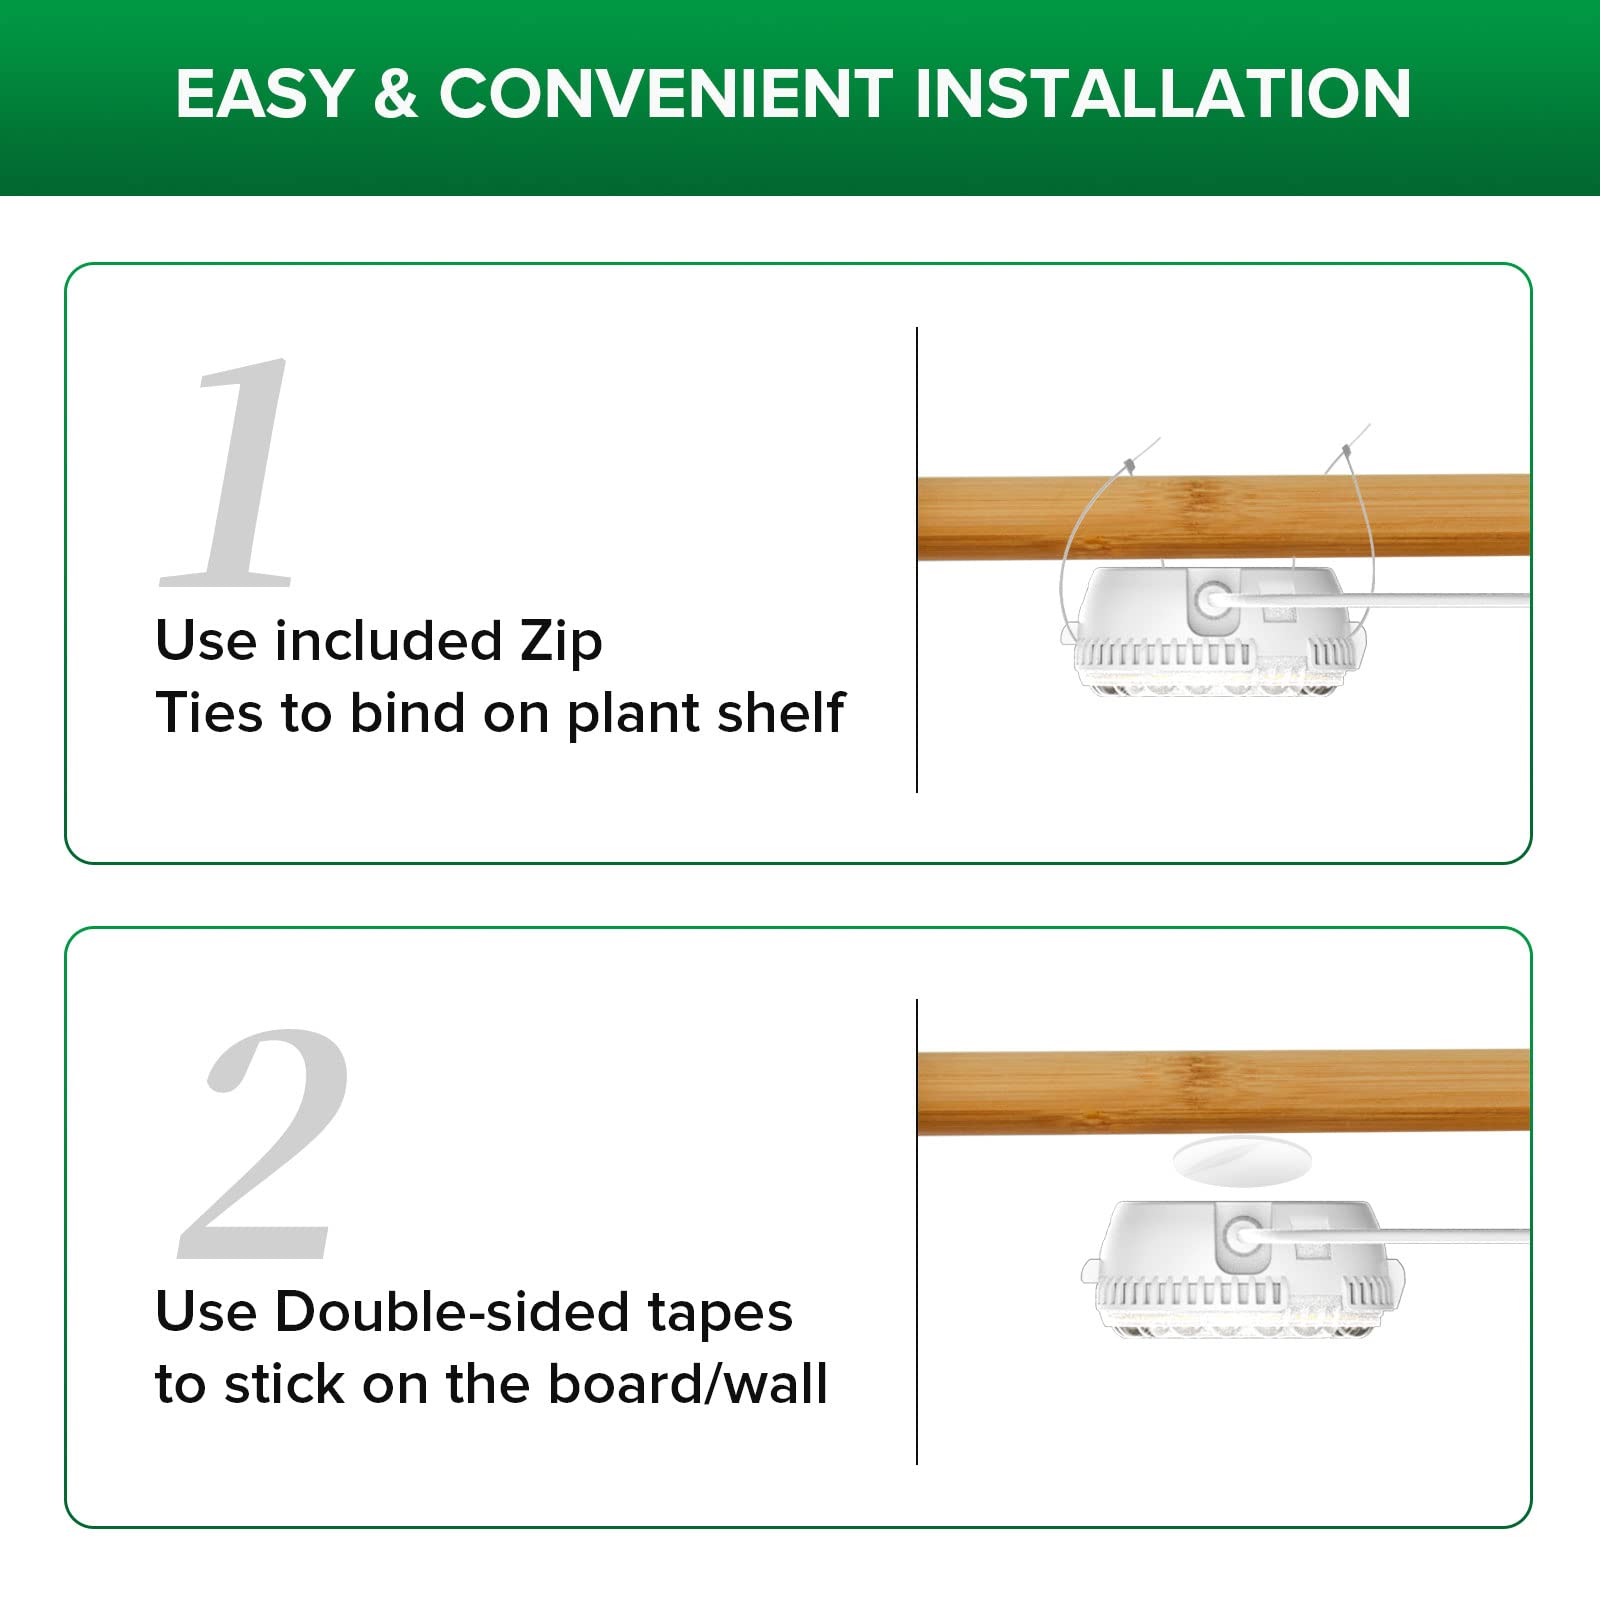 EASY & CONVENIENT INSTALLATION
1
Use included Zip
Ties to bind on plant shelf
2
Use Double-sided tapes
to stick on the board/wall